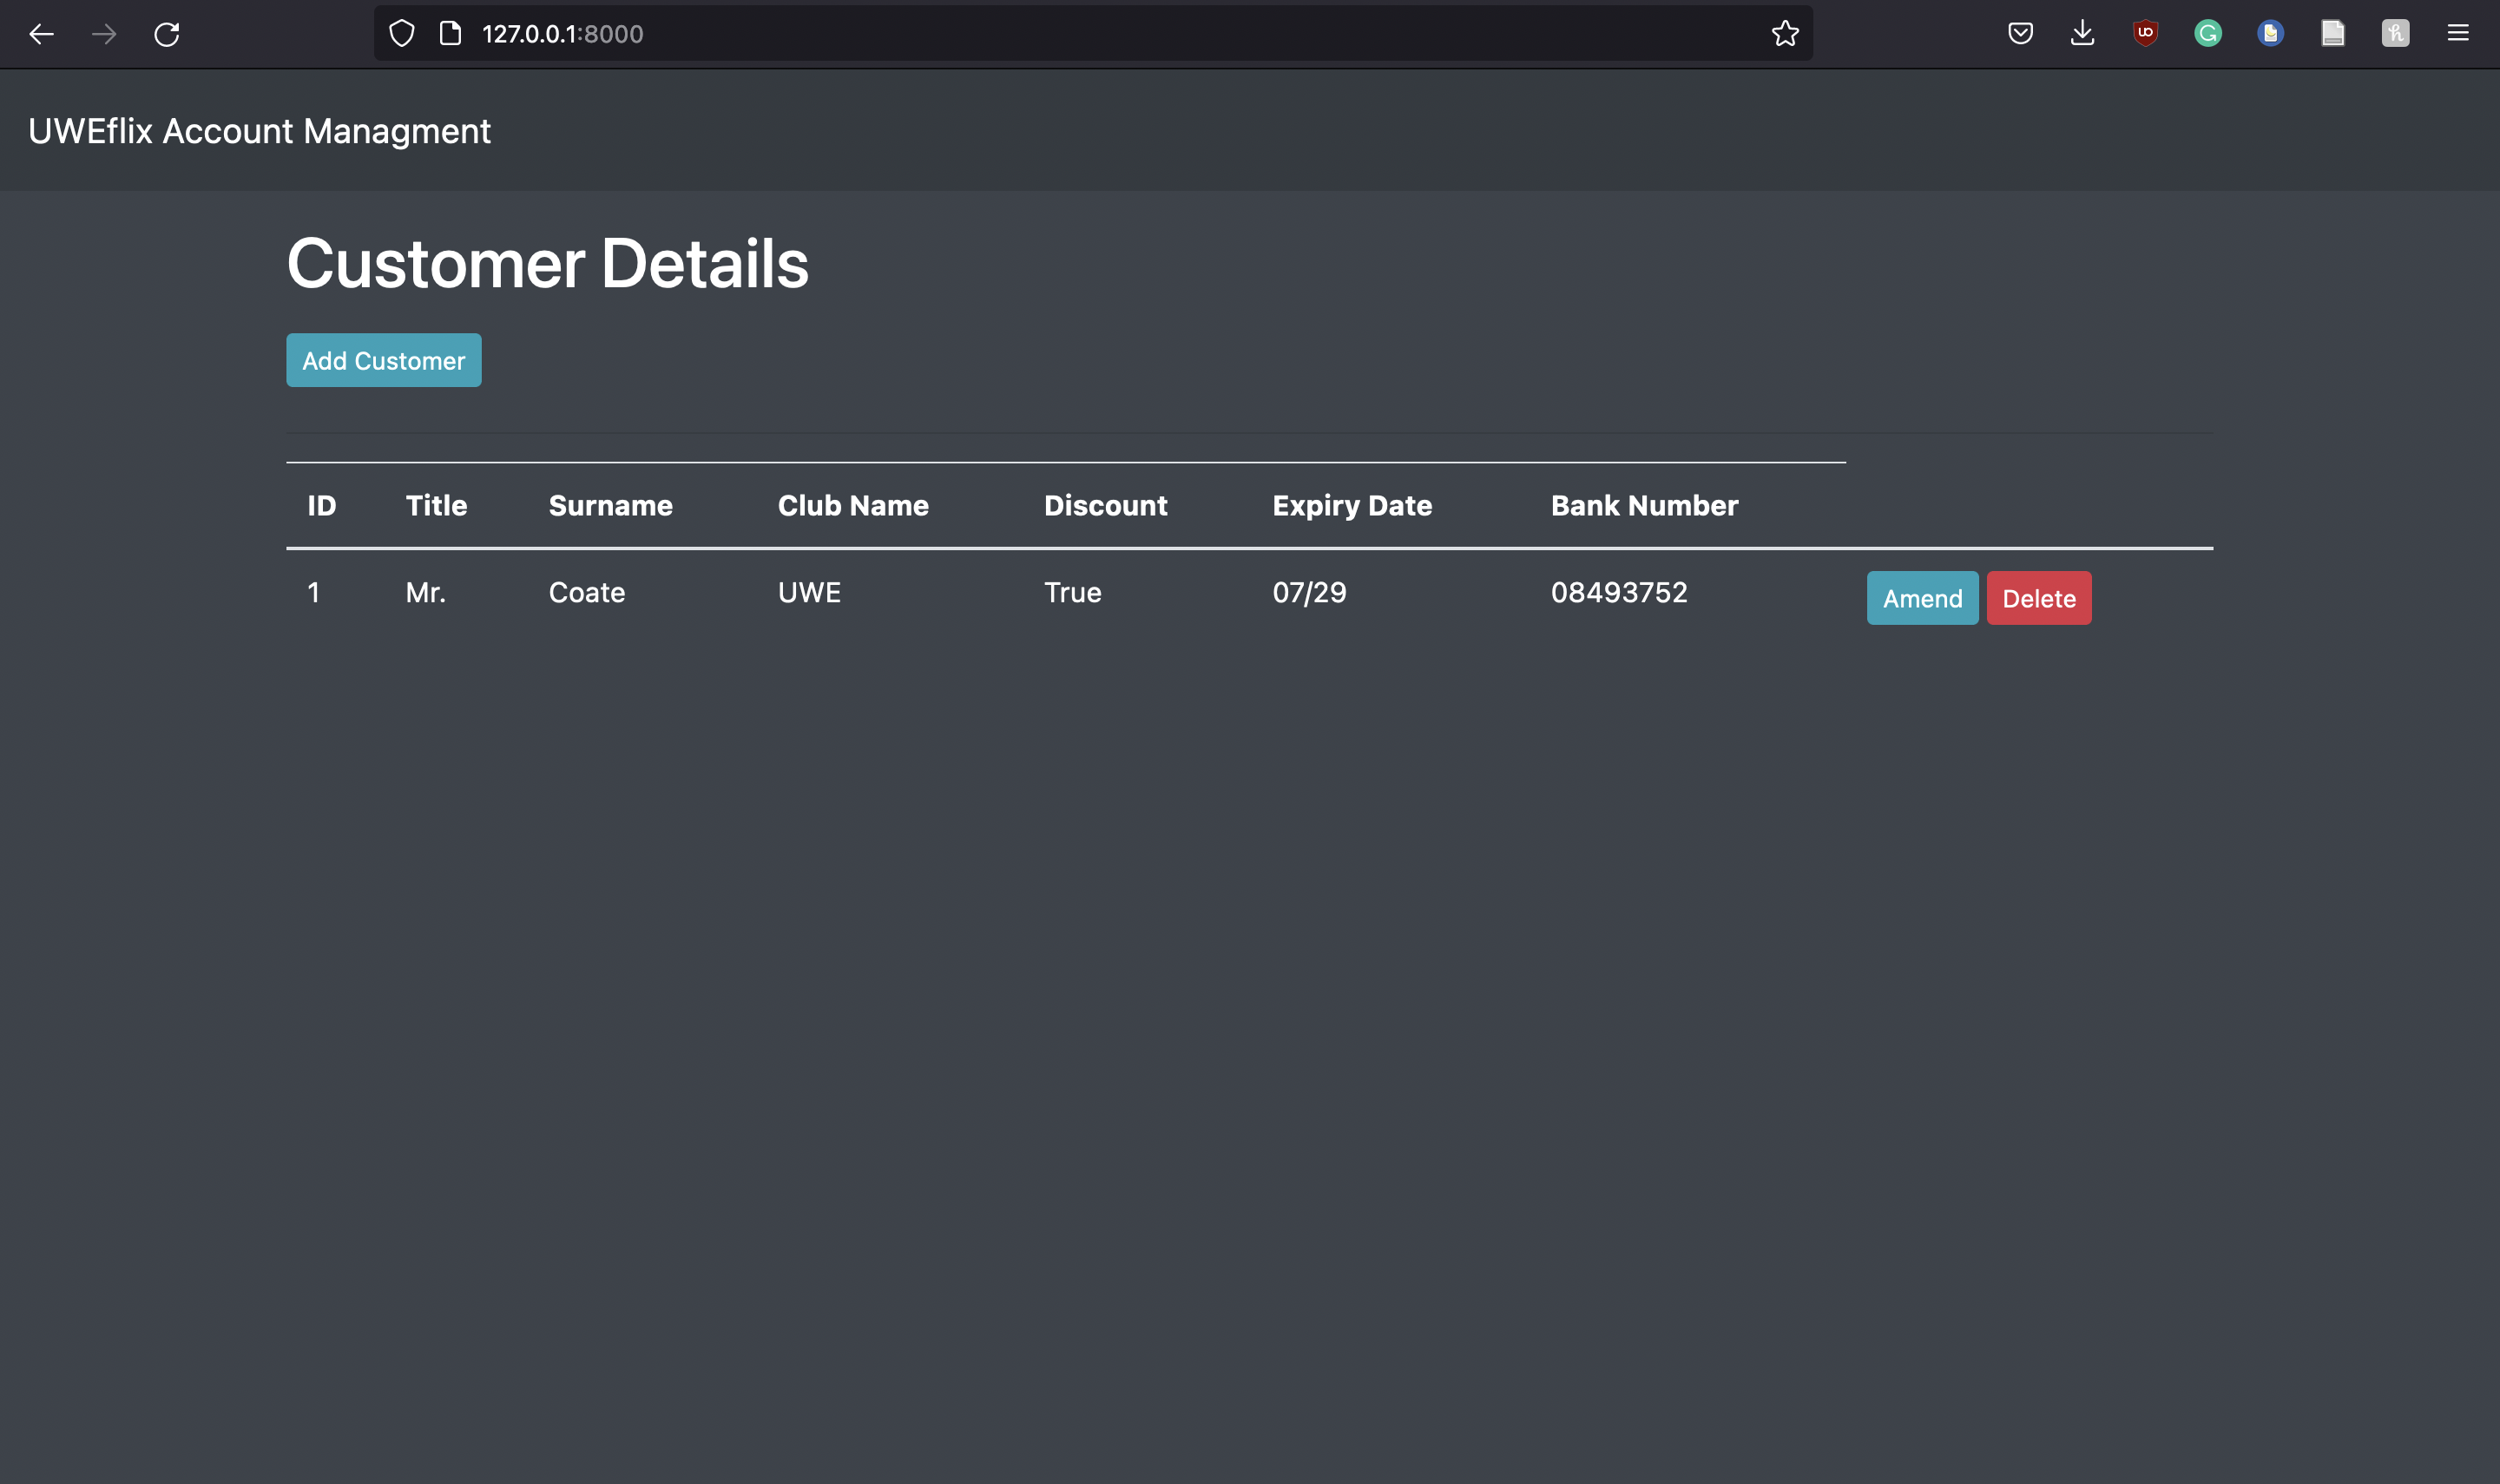 127.0.0.1:8000
UWEflix Account Managment
Customer Details
Add Customer
ID Title Surname Club Name Discount Expiry Date Bank Number
1 Mr. Coate UWE True 07/29 08493752 Amend Delete